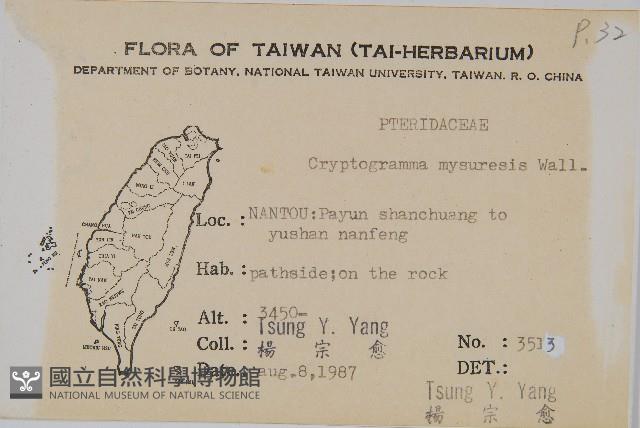 P.32
FLORA OF TAIWAN (TAI-HERBARIUM)
DEPARTMENT OF BOTANY, NATIONAL TAIWAN UNIVERSITY, TAIWAN. R. O. CHINA
PTERIDACEAE
Cryptogramma mysuresis Wall.
Loc. : NANTOU:Payun shanchuang to
yushan nanfeng
Hab. : pathside;on the rock
Alt. : 3450-
Coll. : Tsung Y. Yang
楊 宗 愈
No. : 3513
Date. : aug.8,1987
DET.:
Tsung Y. Yang
楊 宗 愈
國立自然科學博物館
NATIONAL MUSEUM OF NATURAL SCIENCE